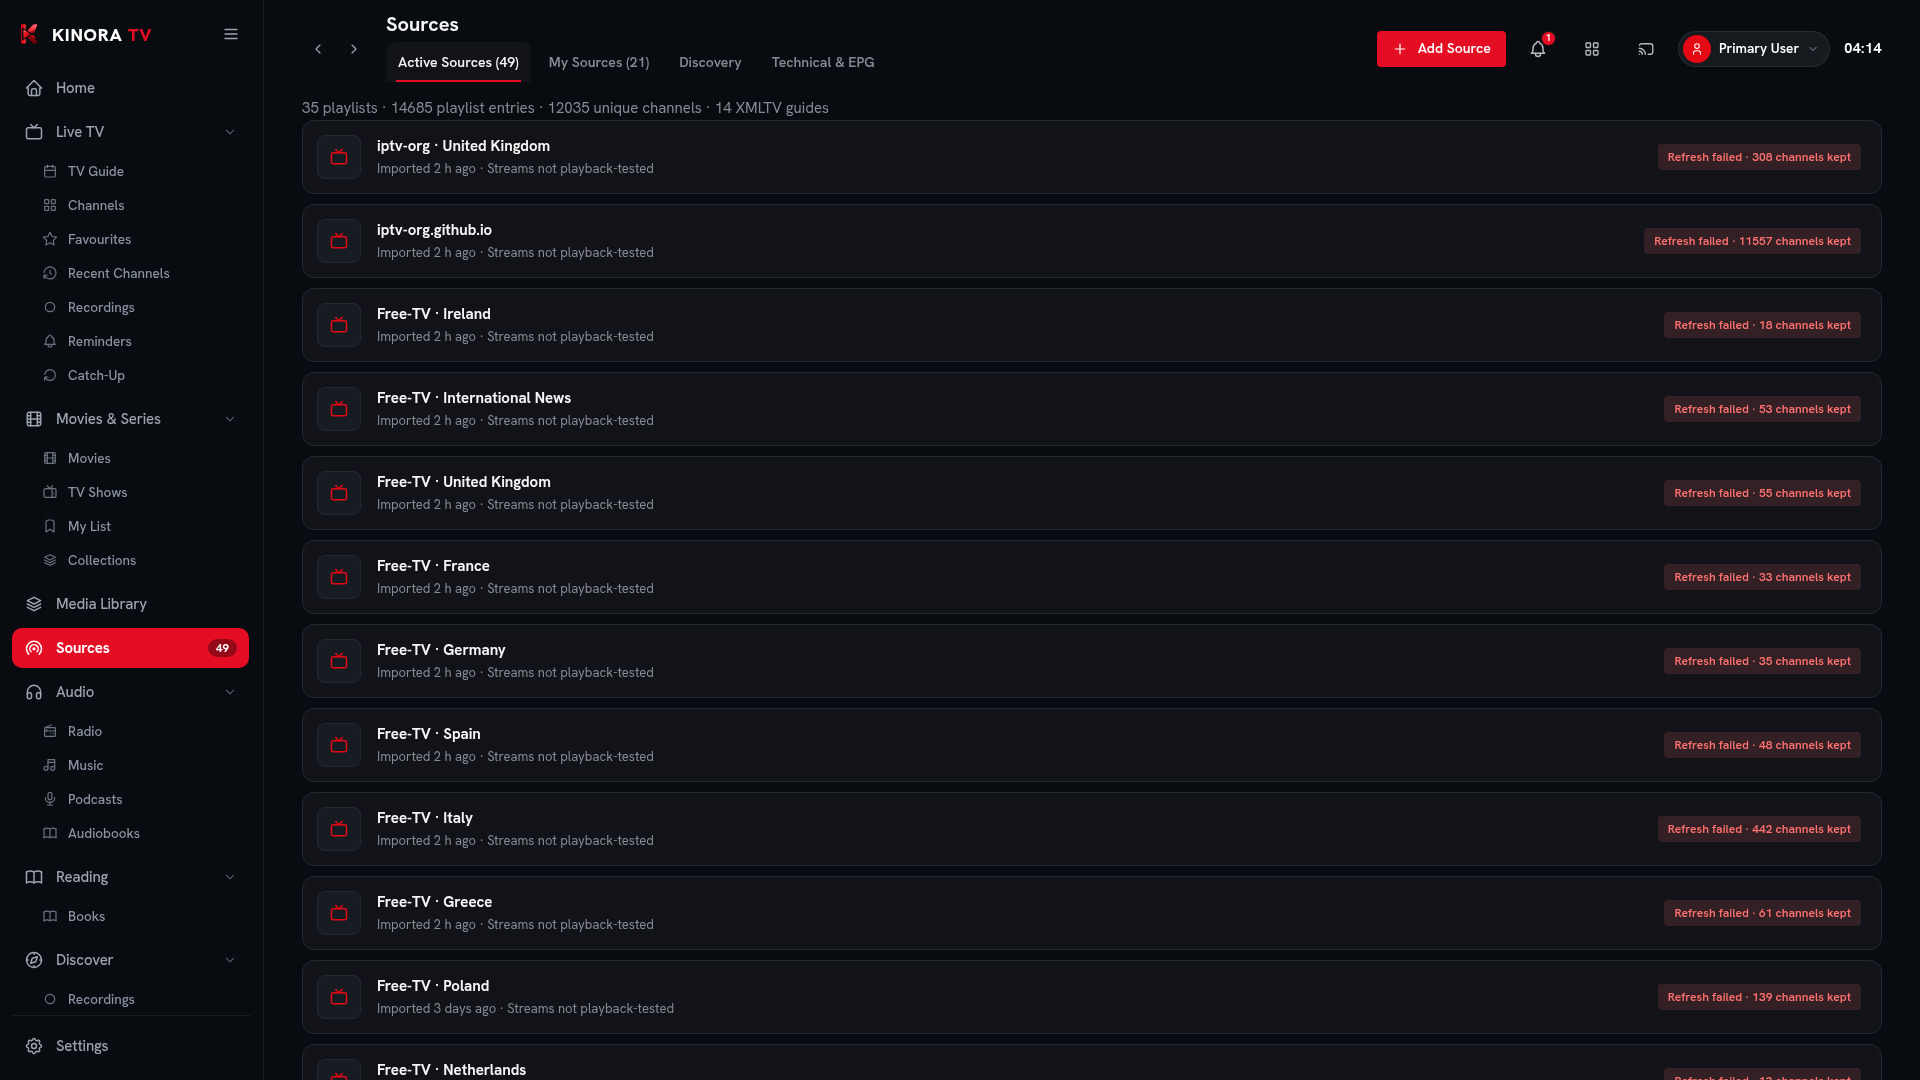 KINORA TV
Home
Live TV
TV Guide
Channels
Favourites
Recent Channels
Recordings
Reminders
Catch-Up
Movies & Series
Movies
TV Shows
My List
Collections
Media Library
Sources 49
Audio
Radio
Music
Podcasts
Audiobooks
Reading
Books
Discover
Recordings
Settings
Sources
Active Sources (49) My Sources (21) Discovery Technical & EPG
Add Source 1 Primary User 04:14
35 playlists · 14685 playlist entries · 12035 unique channels · 14 XMLTV guides
iptv-org · United Kingdom
Imported 2 h ago · Streams not playback-tested
Refresh failed · 308 channels kept
iptv-org.github.io
Imported 2 h ago · Streams not playback-tested
Refresh failed · 11557 channels kept
Free-TV · Ireland
Imported 2 h ago · Streams not playback-tested
Refresh failed · 18 channels kept
Free-TV · International News
Imported 2 h ago · Streams not playback-tested
Refresh failed · 53 channels kept
Free-TV · United Kingdom
Imported 2 h ago · Streams not playback-tested
Refresh failed · 55 channels kept
Free-TV · France
Imported 2 h ago · Streams not playback-tested
Refresh failed · 33 channels kept
Free-TV · Germany
Imported 2 h ago · Streams not playback-tested
Refresh failed · 35 channels kept
Free-TV · Spain
Imported 2 h ago · Streams not playback-tested
Refresh failed · 48 channels kept
Free-TV · Italy
Imported 2 h ago · Streams not playback-tested
Refresh failed · 442 channels kept
Free-TV · Greece
Imported 2 h ago · Streams not playback-tested
Refresh failed · 61 channels kept
Free-TV · Poland
Imported 3 days ago · Streams not playback-tested
Refresh failed · 139 channels kept
Free-TV · Netherlands